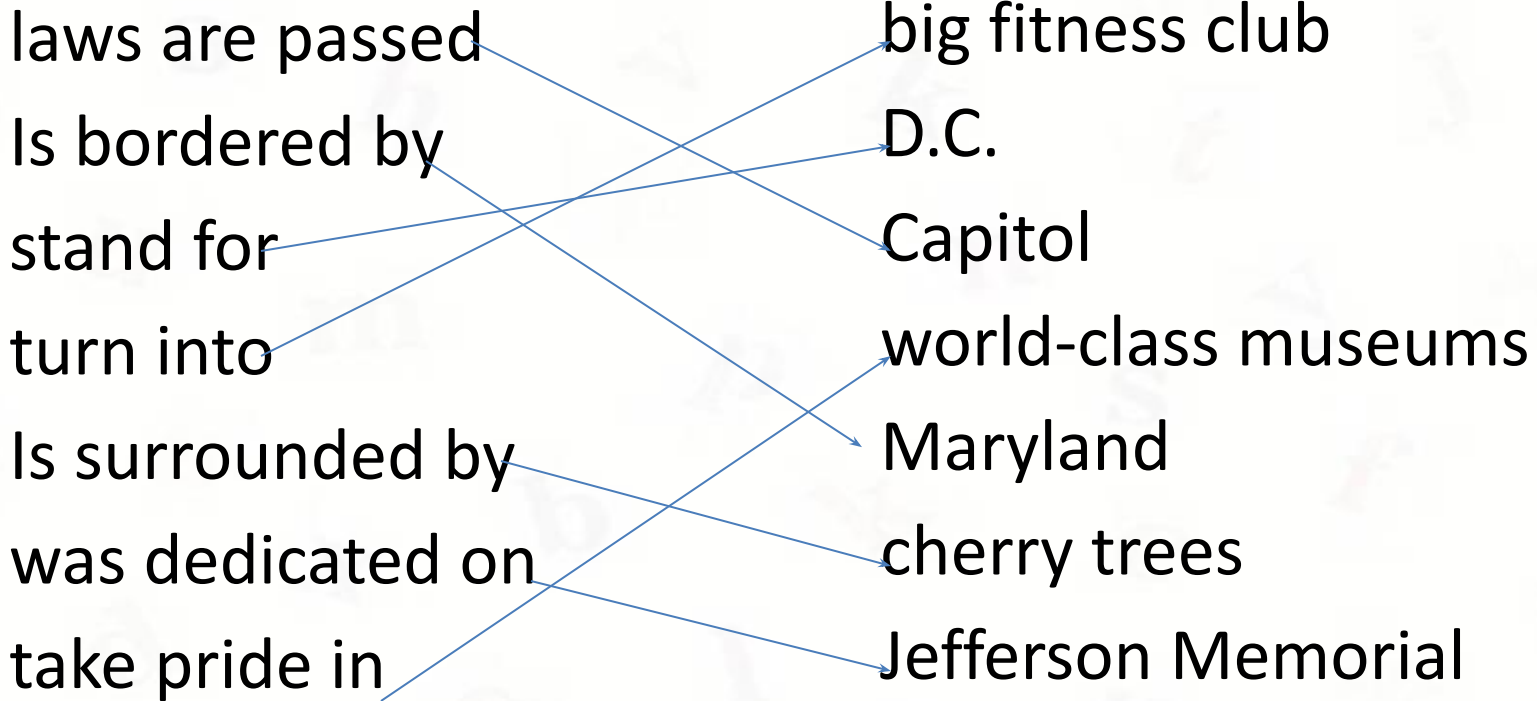 laws are passed
Is bordered by
stand for
turn into
Is surrounded by
was dedicated on
take pride in
big fitness club
D.C.
Capitol
world-class museums
Maryland
cherry trees
Jefferson Memorial